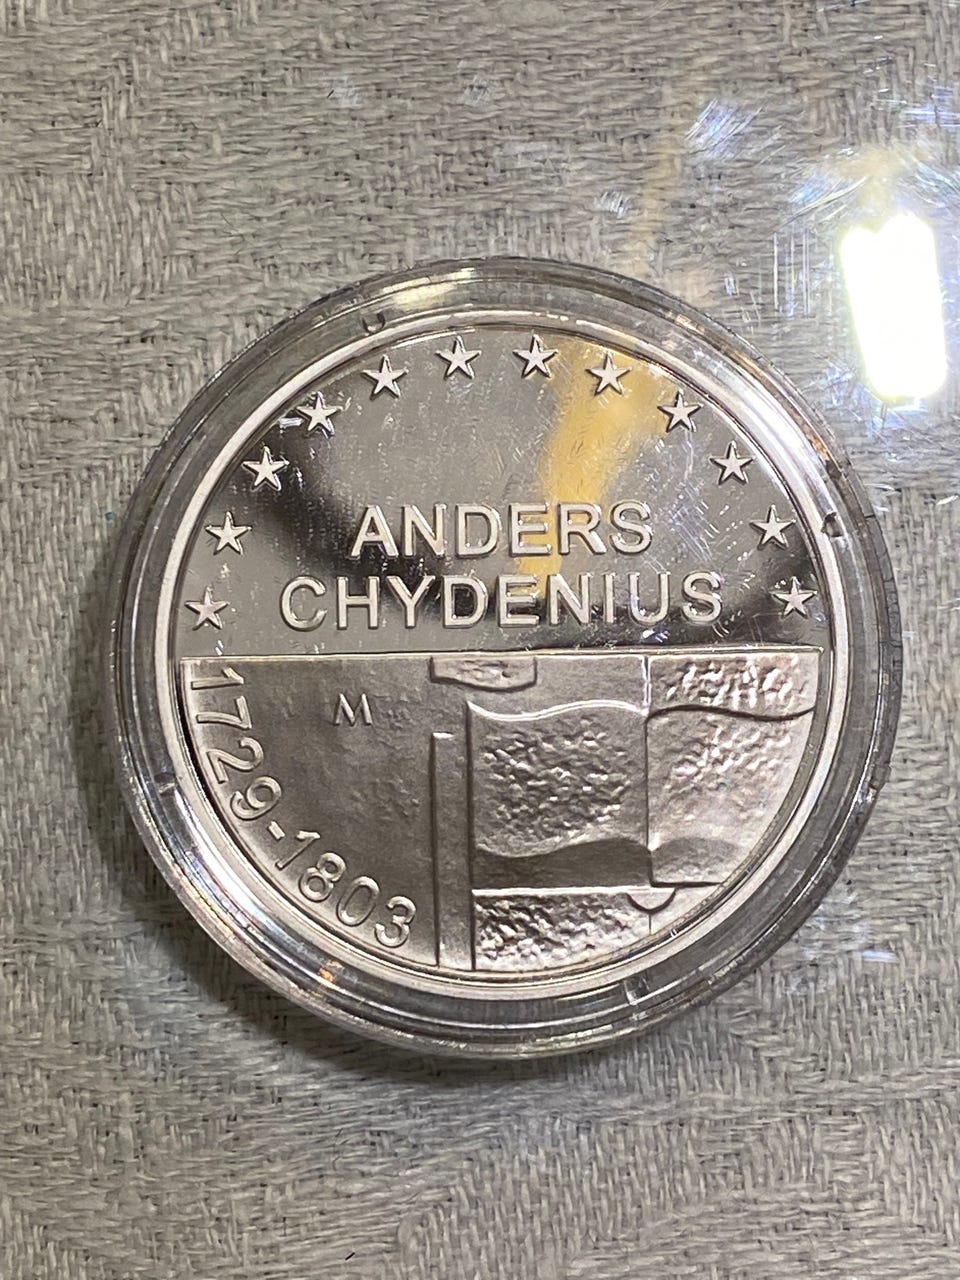 ANDERS
CHYDENIUS
1729-1803
M